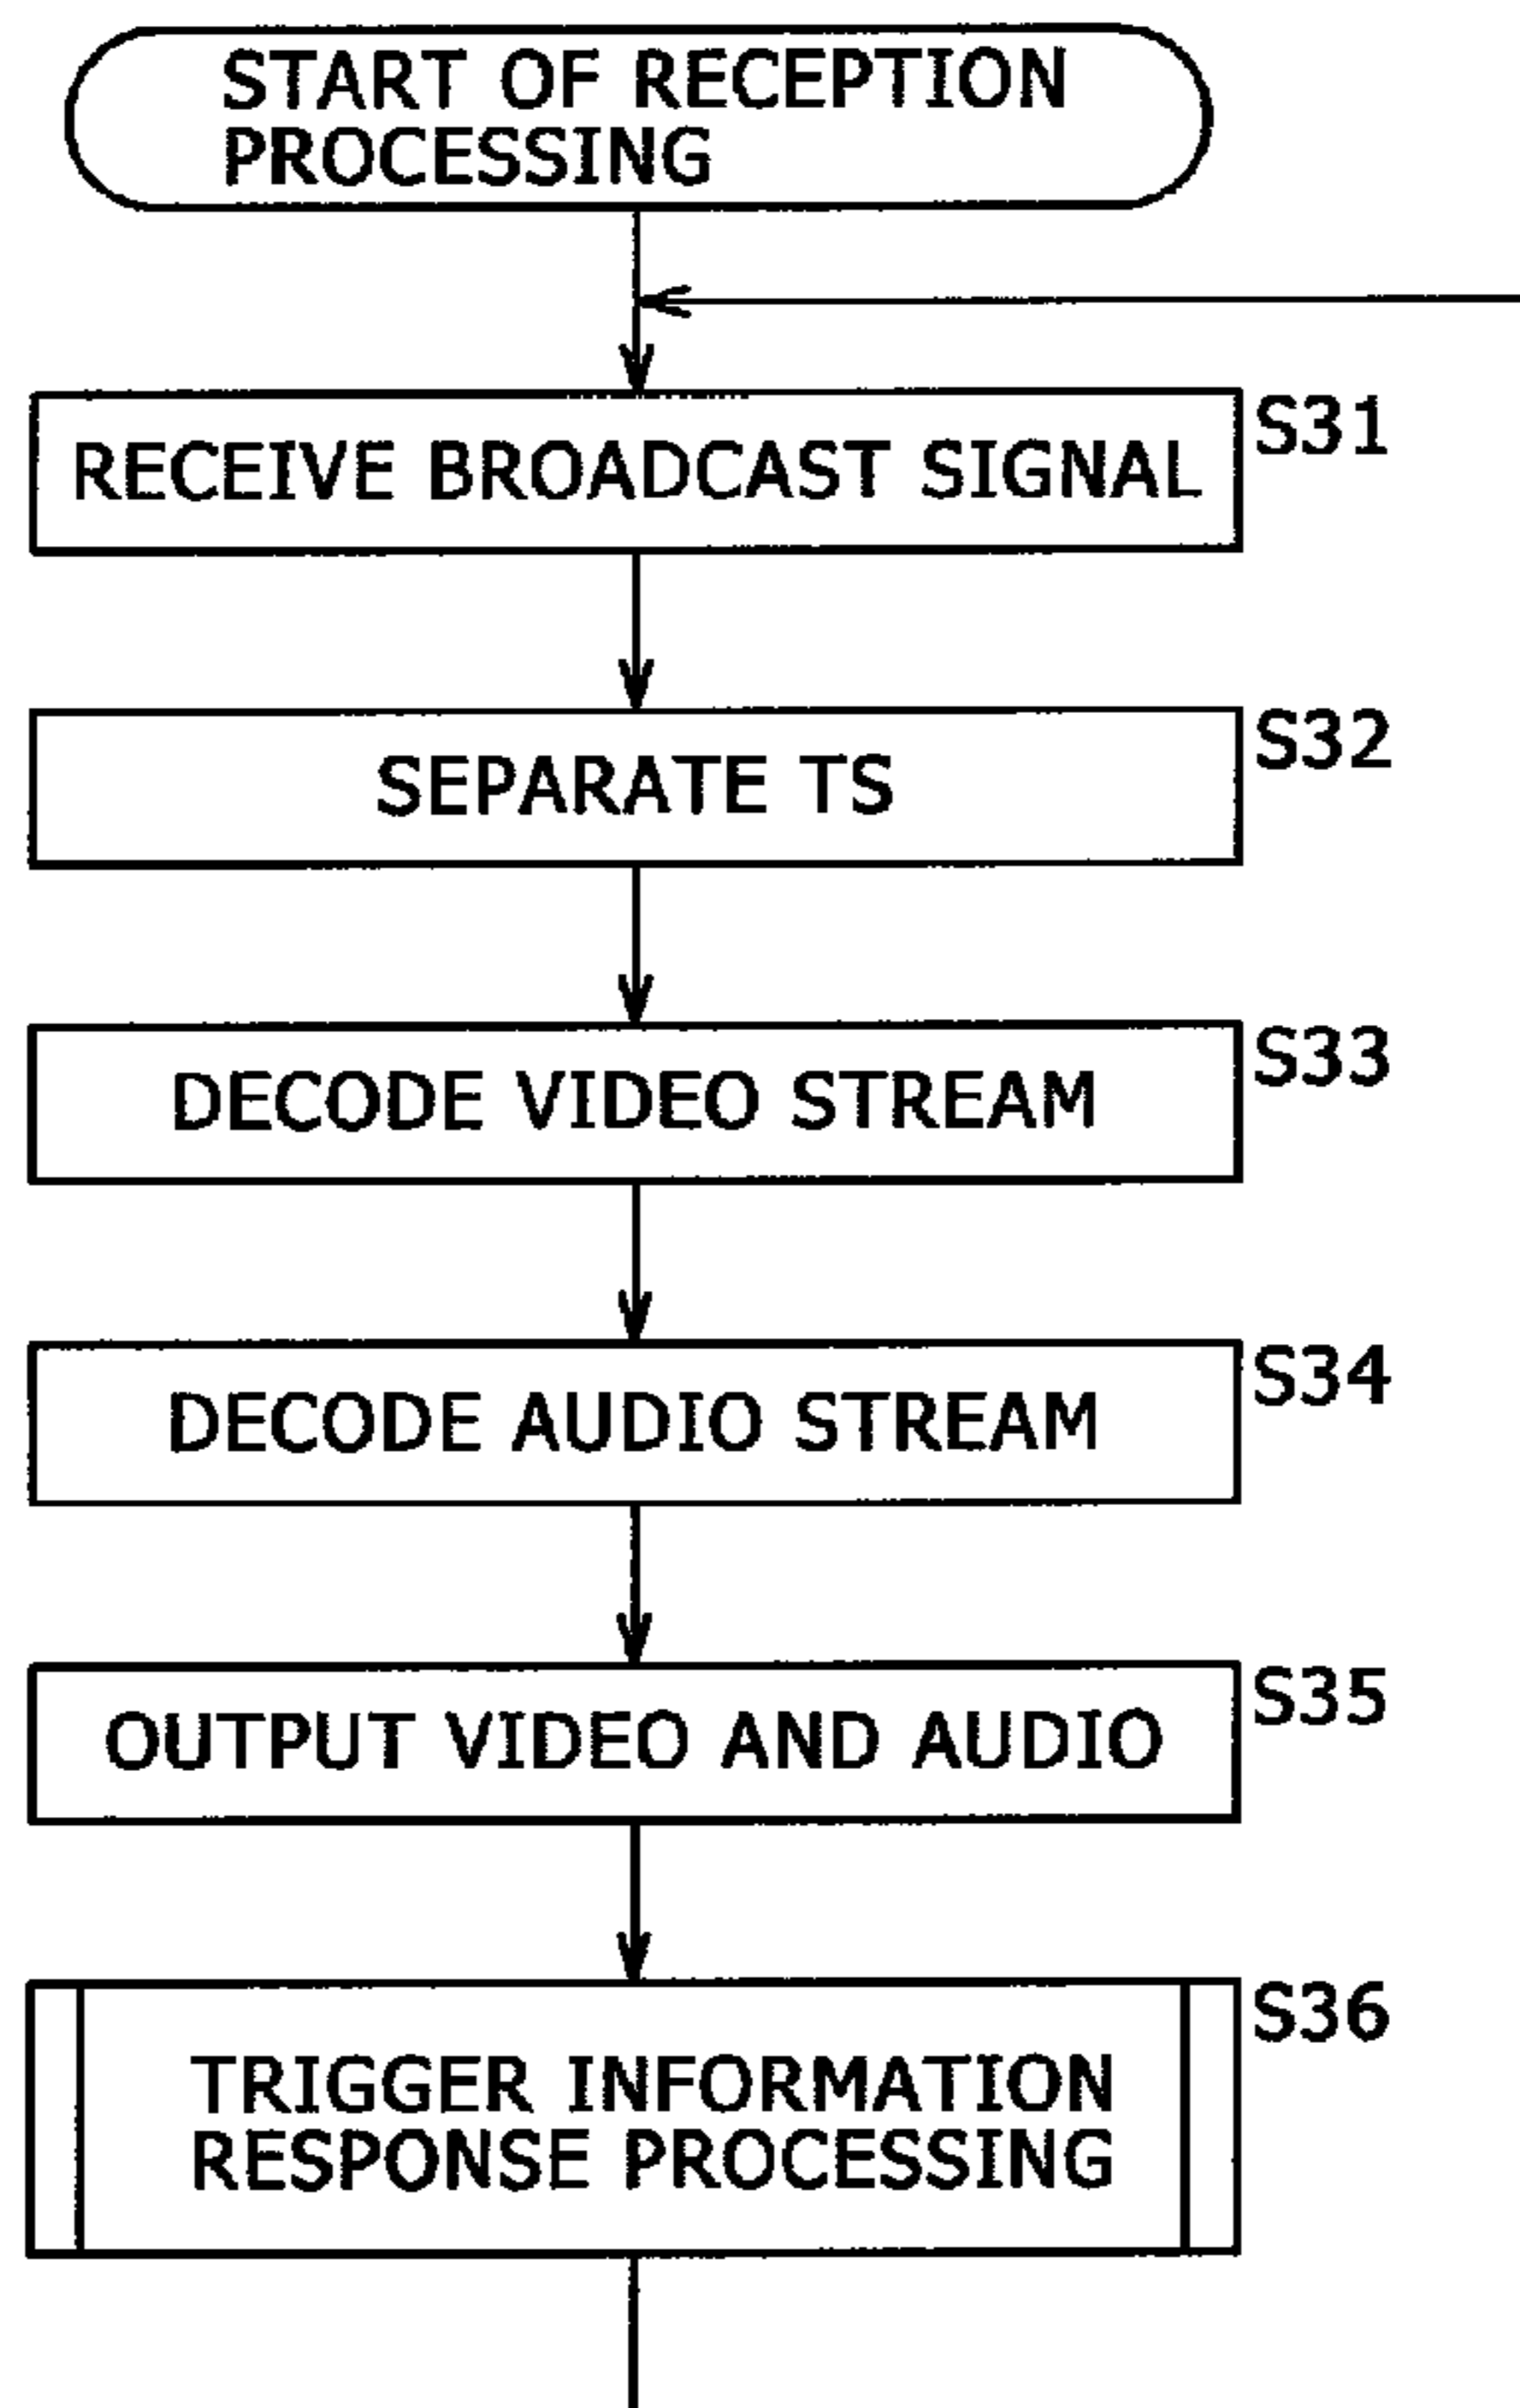 START OF RECEPTION
PROCESSING
S31
RECEIVE BROADCAST SIGNAL
S32
SEPARATE TS
S33
DECODE VIDEO STREAM
S34
DECODE AUDIO STREAM
S35
OUTPUT VIDEO AND AUDIO
S36
TRIGGER INFORMATION
RESPONSE PROCESSING